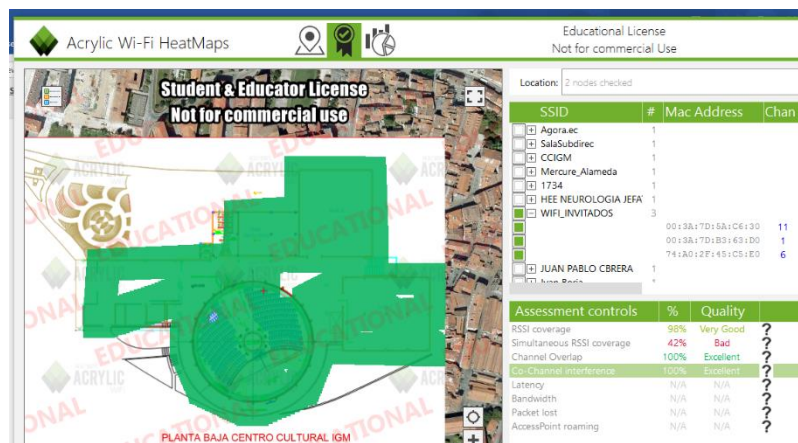 Acrylic Wi-Fi HeatMaps
Educational License
Not for commercial Use
Student & Educator License
Not for commercial use
Location: 2 nodes checked
SSID # Mac Address Chan
Agora.ec 1
SalaSubdirec 1
CCIGM 1
Mercure_Alameda 1
1734 1
HEE NEUROLOGIA JEFA 1
WIFI_INVITADOS 3
00:3A:7D:5A:C6:30 11
00:3A:7D:B3:63:D0 1
74:A0:2F:45:C5:E0 6
JUAN PABLO CBRERA 1
Assessment controls % Quality
RSSI coverage 98% Very Good ?
Simultaneous RSSI coverage 42% Bad ?
Channel Overlap 100% Excellent ?
Co-Channel interference 100% Excellent ?
Latency N/A N/A ?
Bandwidth N/A N/A ?
Packet lost N/A N/A ?
AccessPoint roaming N/A N/A ?
ACRYLIC
EDUCATIONAL
PLANTA BAJA CENTRO CULTURAL IGM